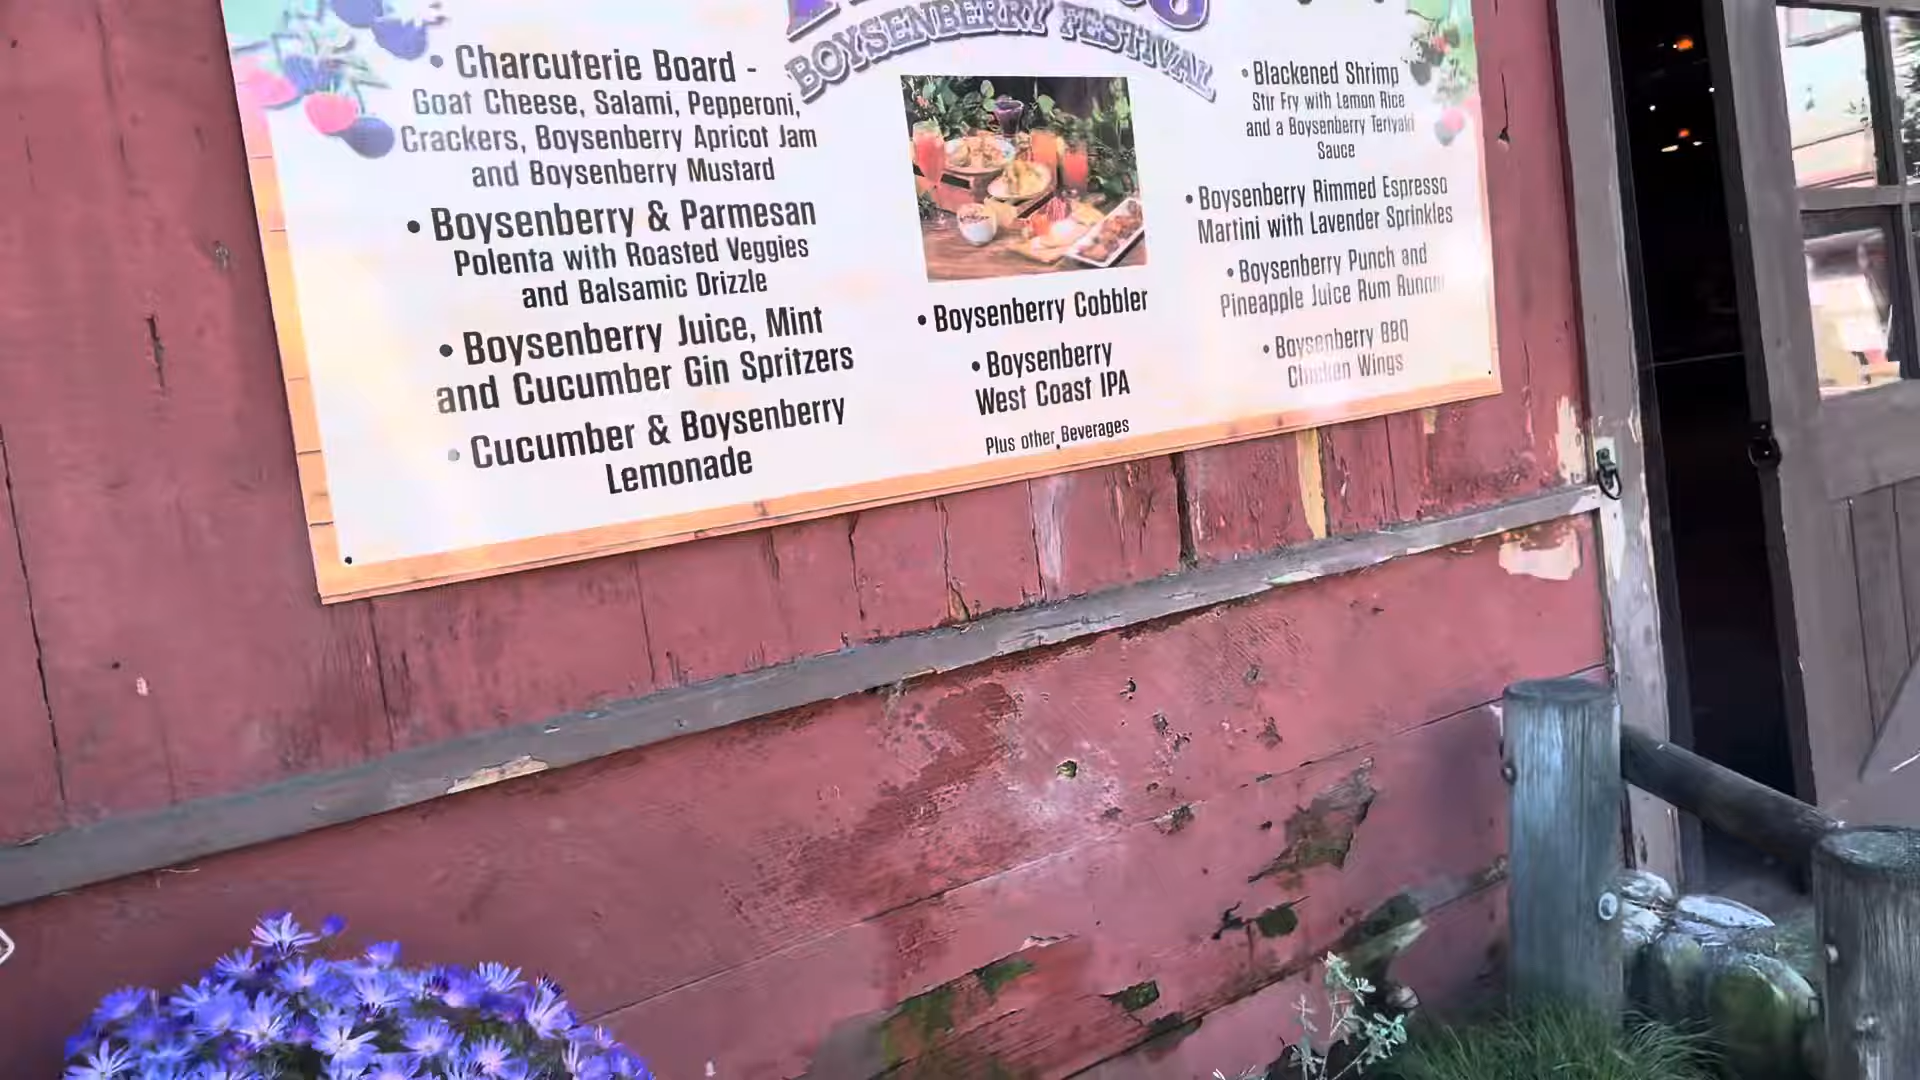 BOYSENBERRY FESTIVAL
• Charcuterie Board -
Goat Cheese, Salami, Pepperoni,
Crackers, Boysenberry Apricot Jam
and Boysenberry Mustard
• Boysenberry & Parmesan
Polenta with Roasted Veggies
and Balsamic Drizzle
• Boysenberry Juice, Mint
and Cucumber Gin Spritzers
• Cucumber & Boysenberry
Lemonade
• Boysenberry Cobbler
• Boysenberry
West Coast IPA
Plus other Beverages
• Blackened Shrimp
Stir Fry with Lemon Rice
and a Boysenberry Teriyaki
Sauce
• Boysenberry Rimmed Espresso
Martini with Lavender Sprinkles
• Boysenberry Punch and
Pineapple Juice Rum
• Boysenberry BBQ
Chicken Wings